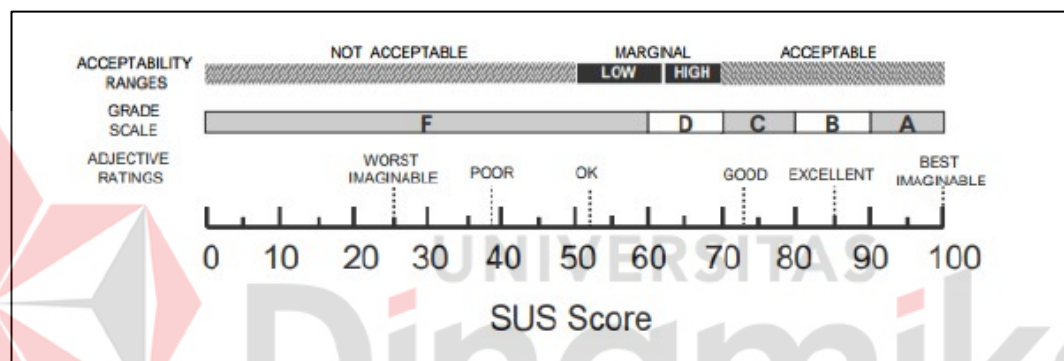 NOT ACCEPTABLE MARGINAL ACCEPTABLE
ACCEPTABILITY RANGES
LOW HIGH
GRADE SCALE
F D C B A
ADJECTIVE RATINGS
WORST IMAGINABLE
POOR
OK
GOOD
EXCELLENT
BEST IMAGINABLE
0 10 20 30 40 50 60 70 80 90 100
SUS Score
UNIVERSITAS
Dinamika